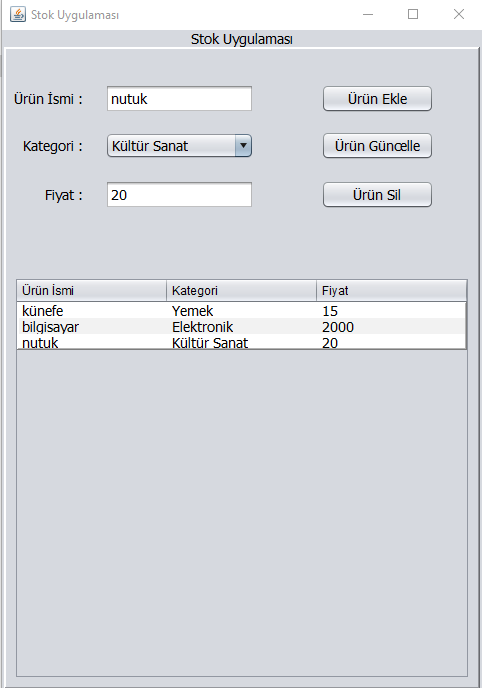 Stok Uygulaması
Stok Uygulaması
Ürün İsmi : nutuk Ürün Ekle
Kategori : Kültür Sanat Ürün Güncelle
Fiyat : 20 Ürün Sil
Ürün İsmi Kategori Fiyat
künefe Yemek 15
bilgisayar Elektronik 2000
nutuk Kültür Sanat 20